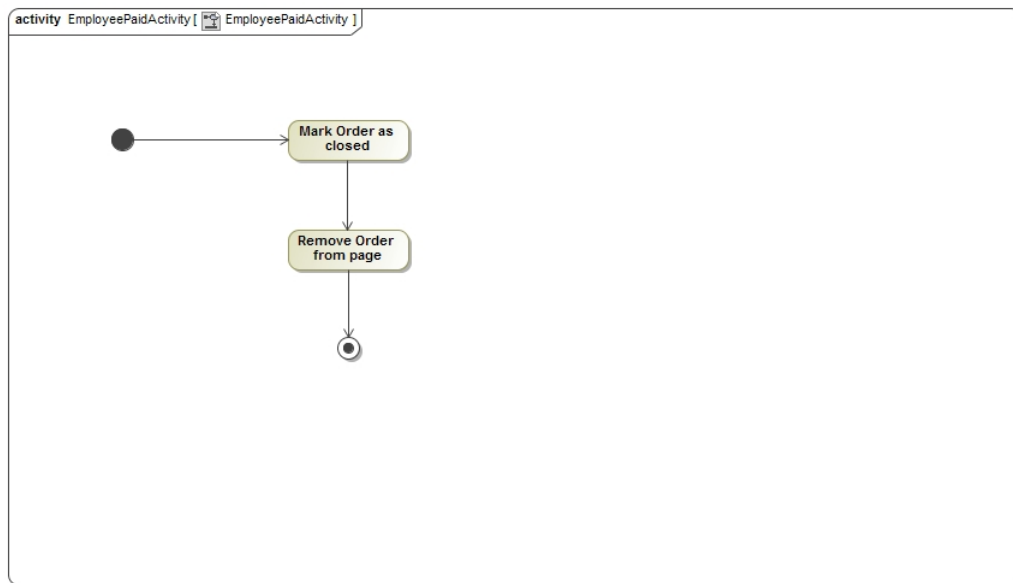 activity EmployeePaidActivity [ EmployeePaidActivity ]
Mark Order as
closed
Remove Order
from page